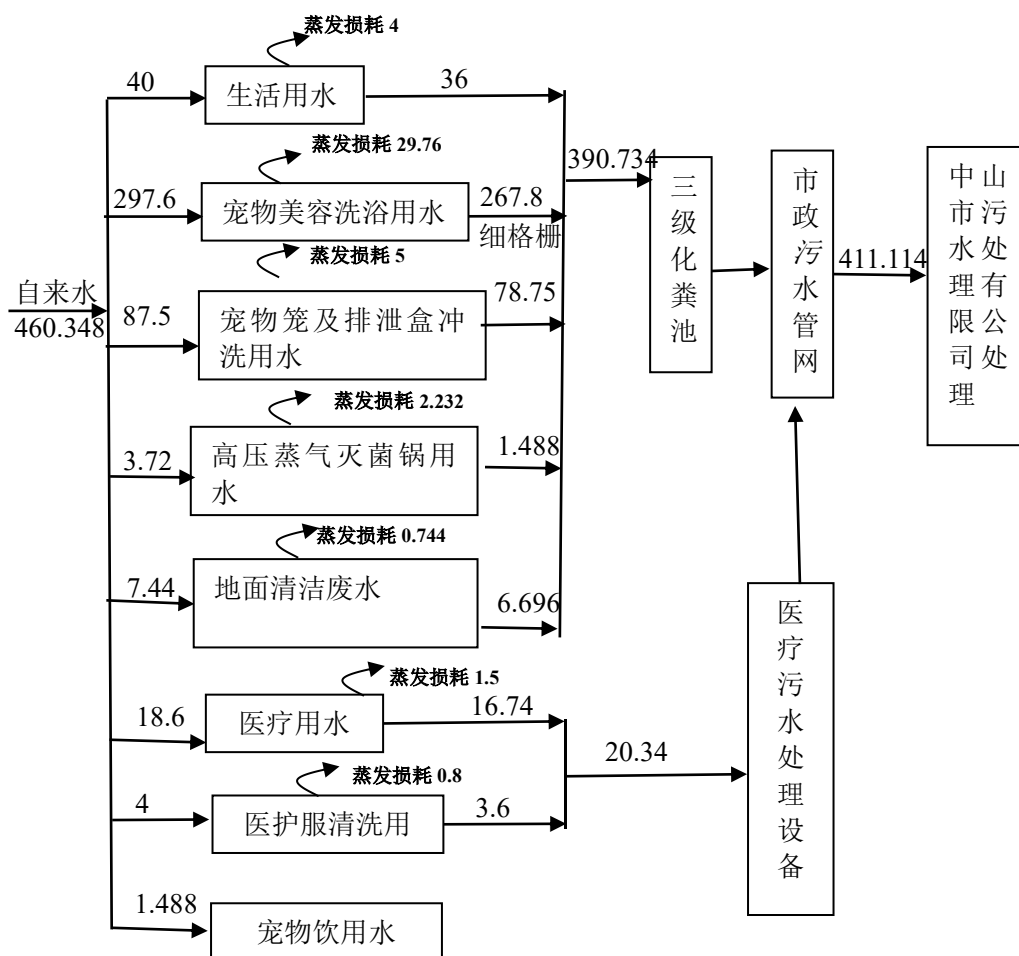 蒸发损耗 4
40
生活用水
36
蒸发损耗 29.76
297.6
宠物美容洗浴用水
267.8
细格栅
390.734
三级化粪池
市政污水管网
411.114
中山市污水处理有限公司处理
自来水
460.348
蒸发损耗 5
87.5
宠物笼及排泄盒冲
洗用水
78.75
蒸发损耗 2.232
3.72
高压蒸气灭菌锅用
水
1.488
蒸发损耗 0.744
7.44
地面清洁废水
6.696
蒸发损耗 1.5
18.6
医疗用水
16.74
20.34
医疗污水处理设备
蒸发损耗 0.8
4
医护服清洗用
3.6
1.488
宠物饮用水